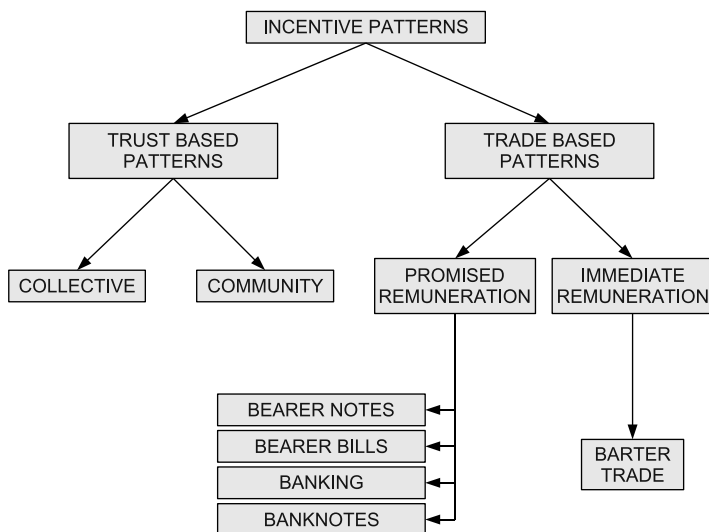 INCENTIVE PATTERNS
TRUST BASED
PATTERNS
TRADE BASED
PATTERNS
COLLECTIVE
COMMUNITY
PROMISED
REMUNERATION
IMMEDIATE
REMUNERATION
BEARER NOTES
BEARER BILLS
BANKING
BANKNOTES
BARTER
TRADE